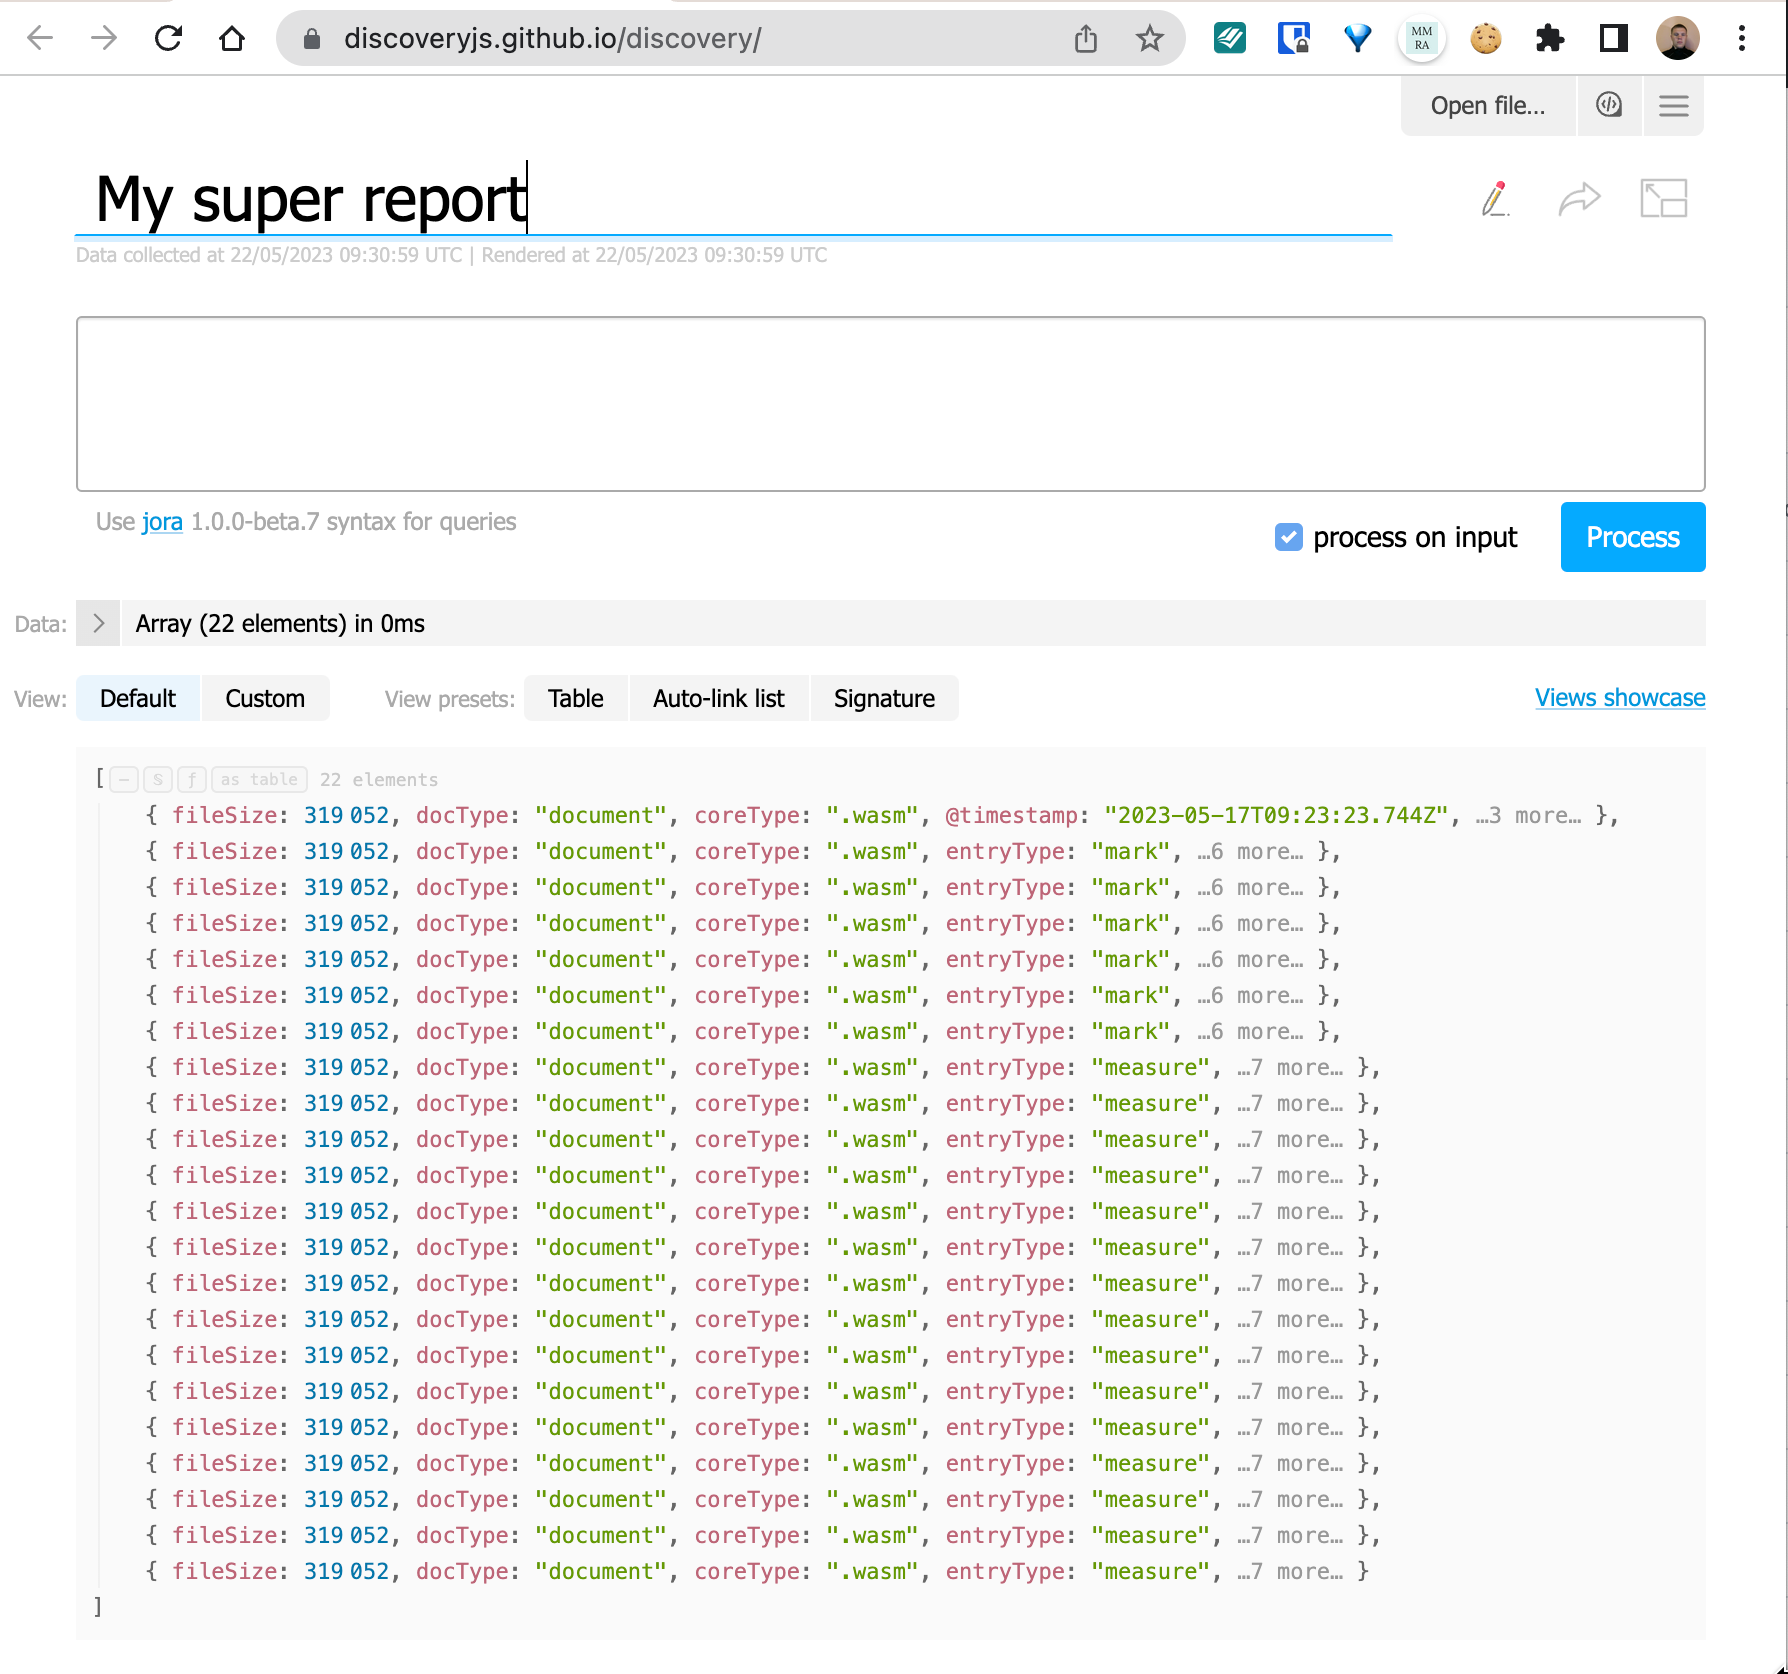 discoveryjs.github.io/discovery/
MM
RA
Open file...
My super report
Data collected at 22/05/2023 09:30:59 UTC | Rendered at 22/05/2023 09:30:59 UTC
Use jora 1.0.0-beta.7 syntax for queries
process on input
Process
Data: Array (22 elements) in 0ms
View: Default Custom View presets: Table Auto-link list Signature Views showcase
[ – S f as table 22 elements
{ fileSize: 319 052, docType: "document", coreType: ".wasm", @timestamp: "2023-05-17T09:23:23.744Z", …3 more… },
{ fileSize: 319 052, docType: "document", coreType: ".wasm", entryType: "mark", …6 more… },
{ fileSize: 319 052, docType: "document", coreType: ".wasm", entryType: "mark", …6 more… },
{ fileSize: 319 052, docType: "document", coreType: ".wasm", entryType: "mark", …6 more… },
{ fileSize: 319 052, docType: "document", coreType: ".wasm", entryType: "mark", …6 more… },
{ fileSize: 319 052, docType: "document", coreType: ".wasm", entryType: "mark", …6 more… },
{ fileSize: 319 052, docType: "document", coreType: ".wasm", entryType: "mark", …6 more… },
{ fileSize: 319 052, docType: "document", coreType: ".wasm", entryType: "measure", …7 more… },
{ fileSize: 319 052, docType: "document", coreType: ".wasm", entryType: "measure", …7 more… },
{ fileSize: 319 052, docType: "document", coreType: ".wasm", entryType: "measure", …7 more… },
{ fileSize: 319 052, docType: "document", coreType: ".wasm", entryType: "measure", …7 more… },
{ fileSize: 319 052, docType: "document", coreType: ".wasm", entryType: "measure", …7 more… },
{ fileSize: 319 052, docType: "document", coreType: ".wasm", entryType: "measure", …7 more… },
{ fileSize: 319 052, docType: "document", coreType: ".wasm", entryType: "measure", …7 more… },
{ fileSize: 319 052, docType: "document", coreType: ".wasm", entryType: "measure", …7 more… },
{ fileSize: 319 052, docType: "document", coreType: ".wasm", entryType: "measure", …7 more… },
{ fileSize: 319 052, docType: "document", coreType: ".wasm", entryType: "measure", …7 more… },
{ fileSize: 319 052, docType: "document", coreType: ".wasm", entryType: "measure", …7 more… },
{ fileSize: 319 052, docType: "document", coreType: ".wasm", entryType: "measure", …7 more… },
{ fileSize: 319 052, docType: "document", coreType: ".wasm", entryType: "measure", …7 more… },
{ fileSize: 319 052, docType: "document", coreType: ".wasm", entryType: "measure", …7 more… },
{ fileSize: 319 052, docType: "document", coreType: ".wasm", entryType: "measure", …7 more… }
]